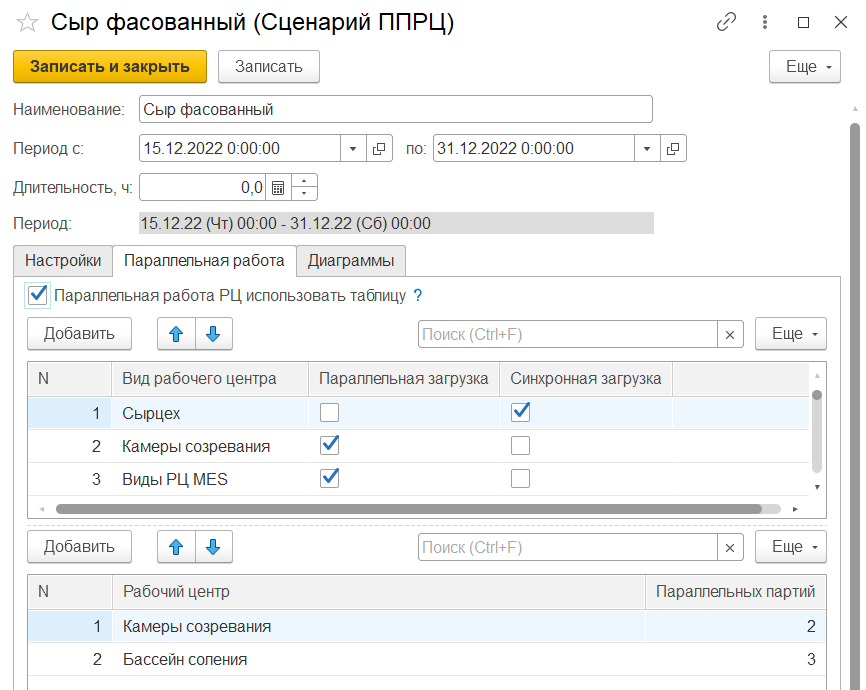 Сыр фасованный (Сценарий ППРЦ)
Записать и закрыть Записать Еще
Наименование: Сыр фасованный
Период с: 15.12.2022 0:00:00 по: 31.12.2022 0:00:00
Длительность, ч: 0,0
Период: 15.12.22 (Чт) 00:00 - 31.12.22 (Сб) 00:00
Настройки Параллельная работа Диаграммы
Параллельная работа РЦ использовать таблицу ?
Добавить Поиск (Ctrl+F) × Еще
N Вид рабочего центра Параллельная загрузка Синхронная загрузка
1 Сырцех
2 Камеры созревания
3 Виды РЦ MES
Добавить Поиск (Ctrl+F) × Еще
N Рабочий центр Параллельных партий
1 Камеры созревания 2
2 Бассейн соления 3